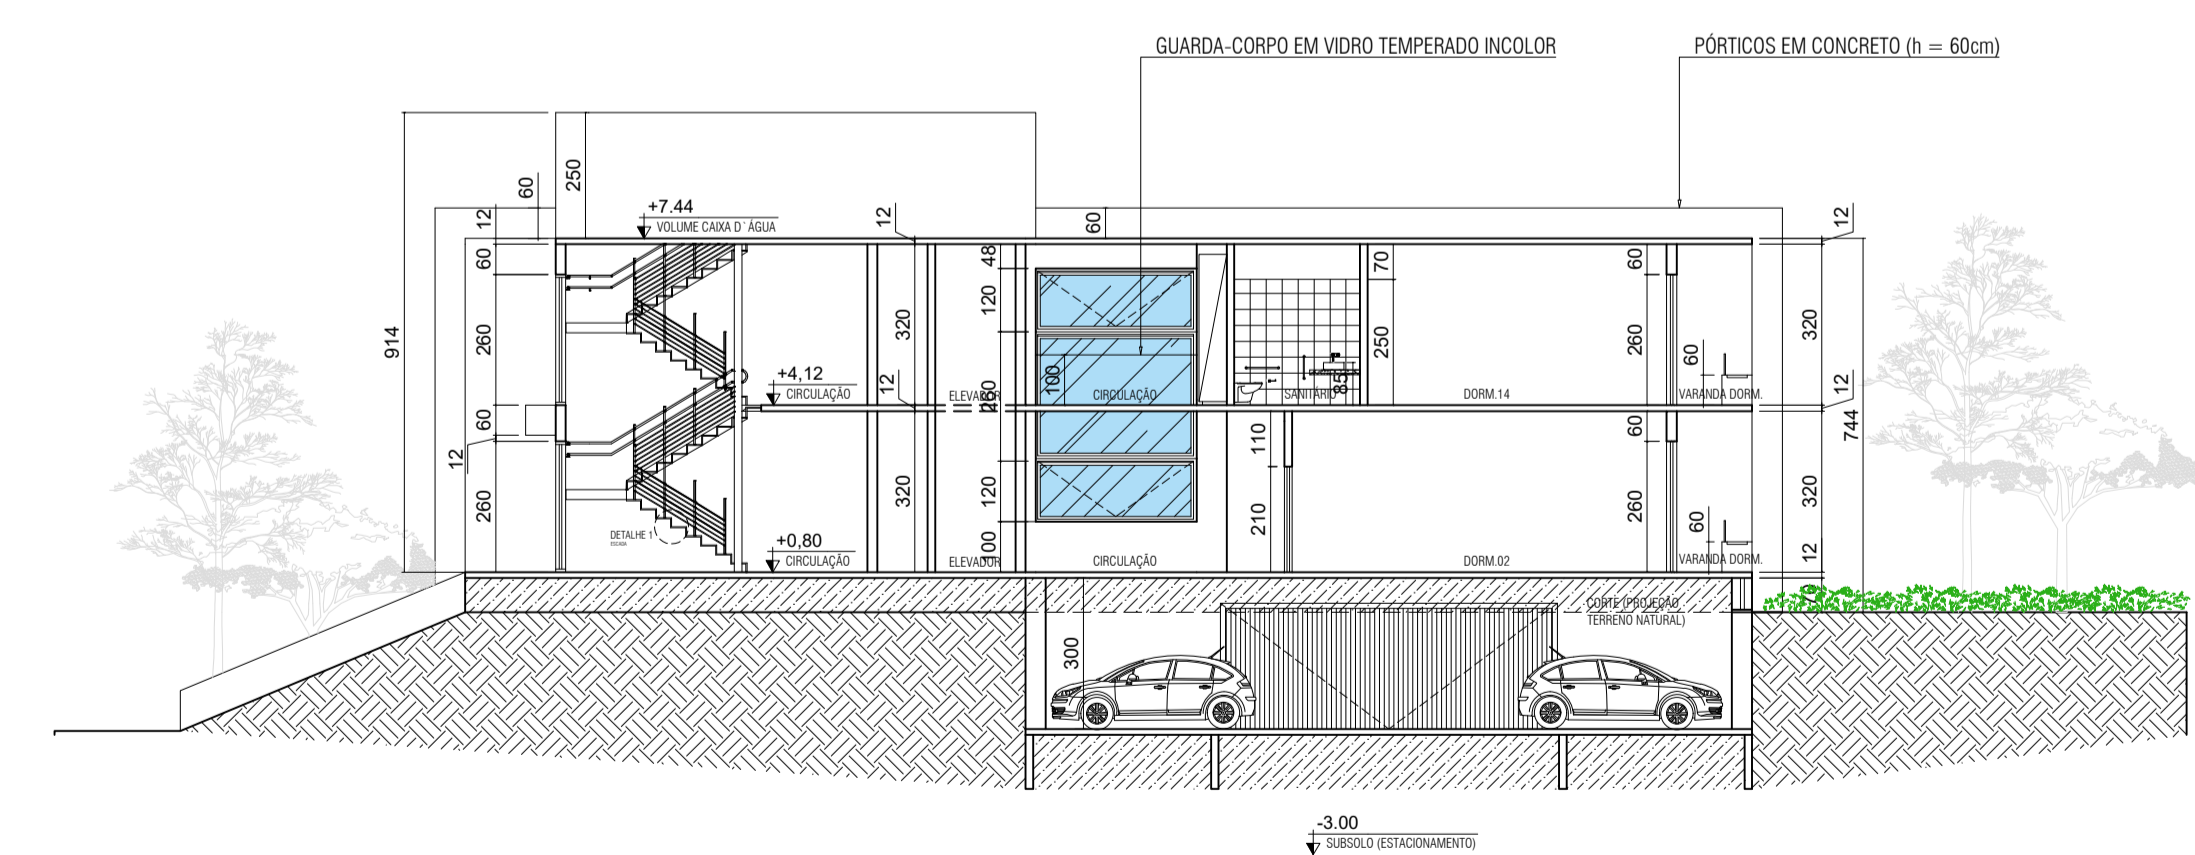 GUARDA-CORPO EM VIDRO TEMPERADO INCOLOR
PÓRTICOS EM CONCRETO (h = 60cm)
250
60
12
+7.44
VOLUME CAIXA D`ÁGUA
12
60
12
60
48
70
60
914
260
320
120
250
260
320
60
+4,12
CIRCULAÇÃO
12
ELEVADOR
260
100
CIRCULAÇÃO
SANITÁRIO
85
DORM.14
VARANDA DORM.
12
744
60
12
110
60
260
320
120
210
260
60
320
DETALHE 1
ESCADA
+0,80
CIRCULAÇÃO
ELEVADOR
100
CIRCULAÇÃO
DORM.02
VARANDA DORM.
12
CORTE (PROJEÇÃO
TERRENO NATURAL)
300
-3.00
SUBSOLO (ESTACIONAMENTO)